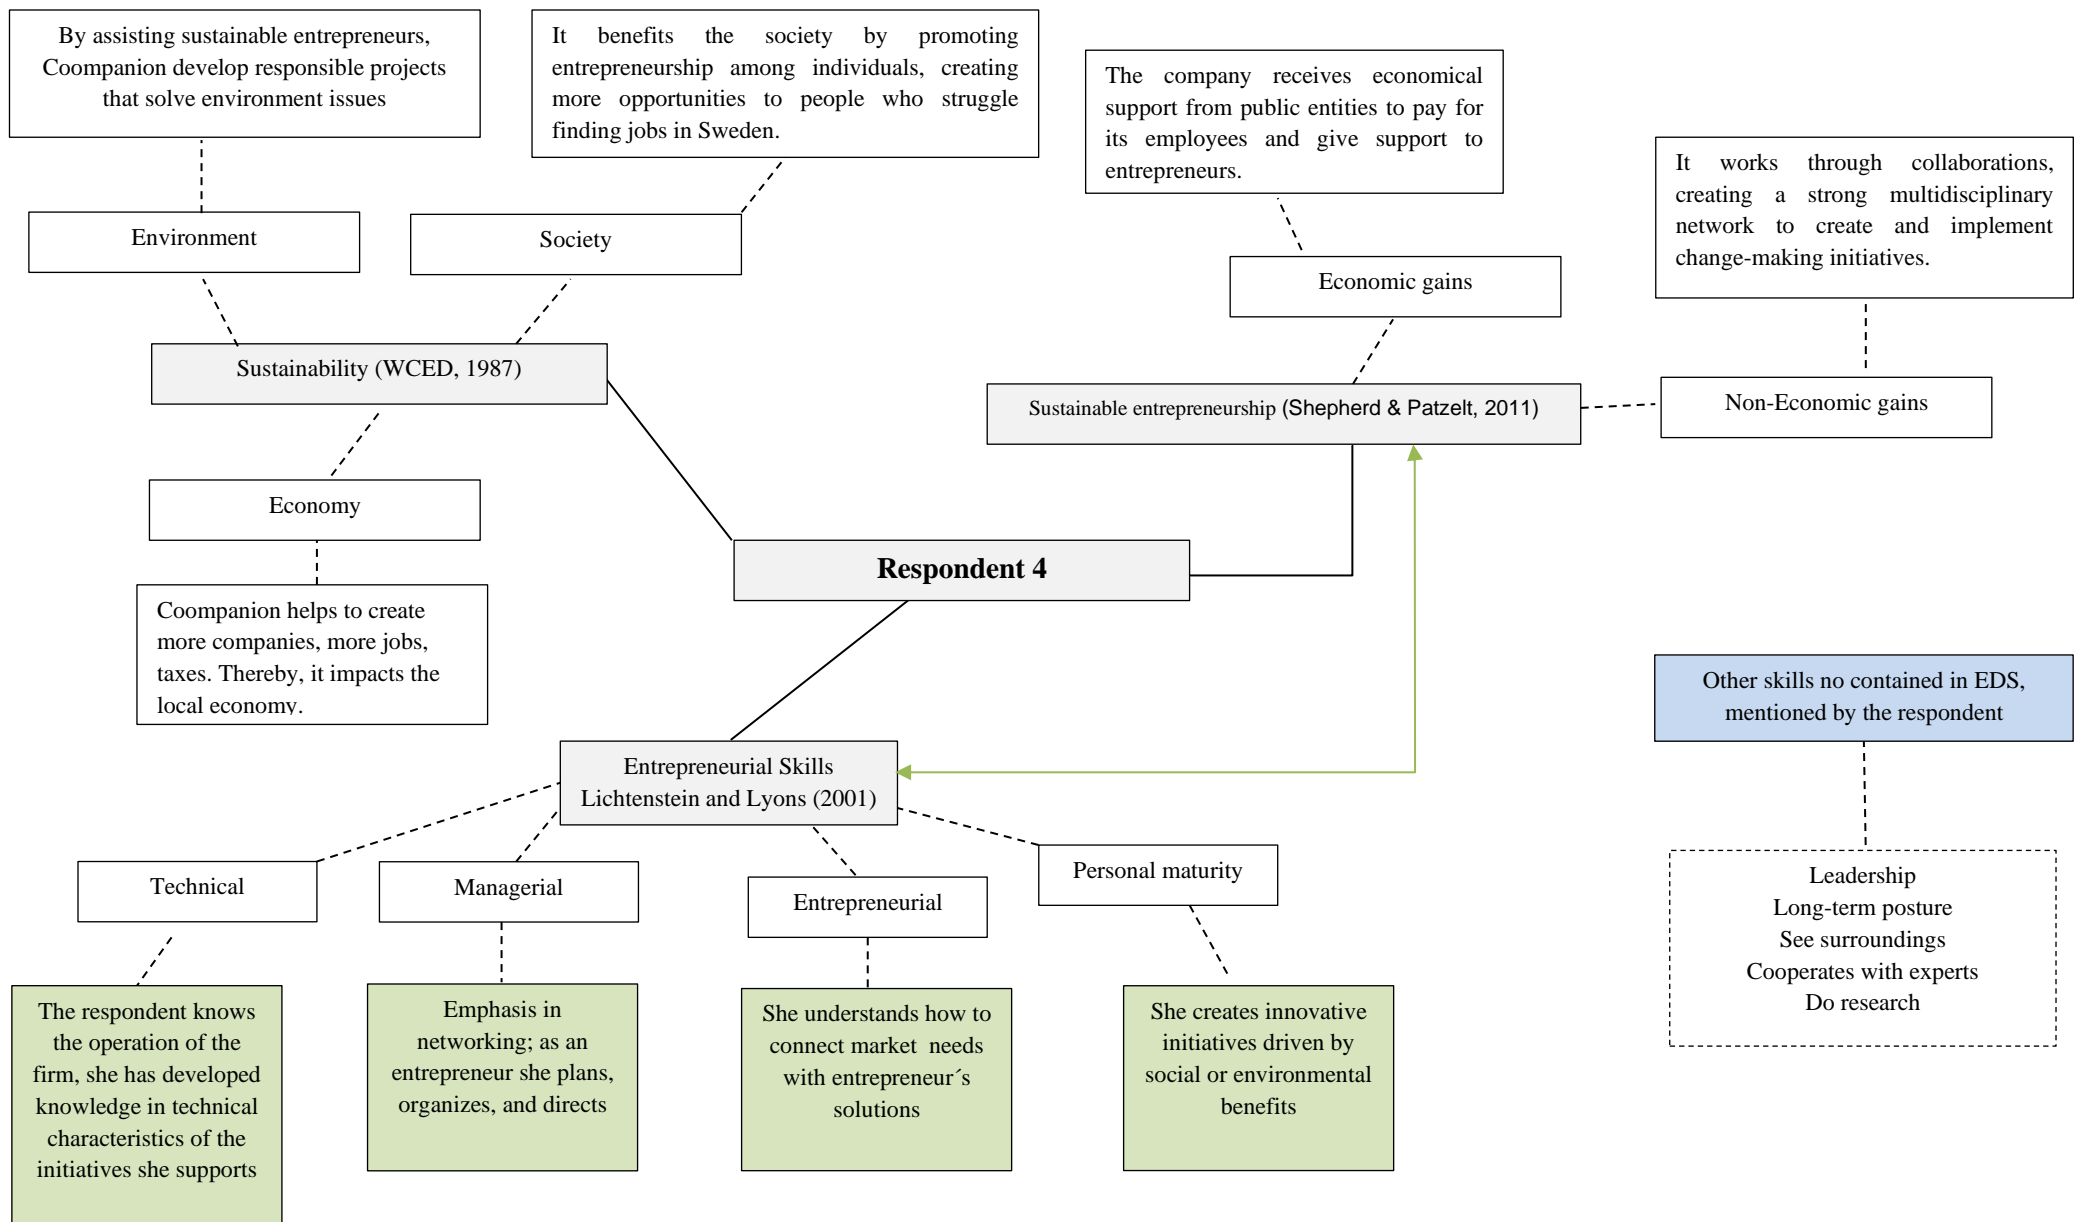 By assisting sustainable entrepreneurs,
Coompanion develop responsible projects
that solve environment issues
It benefits the society by promoting
entrepreneurship among individuals, creating
more opportunities to people who struggle
finding jobs in Sweden.
The company receives economical
support from public entities to pay for
its employees and give support to
entrepreneurs.
It works through collaborations,
creating a strong multidisciplinary
network to create and implement
change-making initiatives.
Environment
Society
Economic gains
Sustainability (WCED, 1987)
Sustainable entrepreneurship (Shepherd & Patzelt, 2011)
Non-Economic gains
Economy
Respondent 4
Coompanion helps to create
more companies, more jobs,
taxes. Thereby, it impacts the
local economy.
Other skills no contained in EDS,
mentioned by the respondent
Entrepreneurial Skills
Lichtenstein and Lyons (2001)
Technical
Managerial
Entrepreneurial
Personal maturity
Leadership
Long-term posture
See surroundings
Cooperates with experts
Do research
The respondent knows
the operation of the
firm, she has developed
knowledge in technical
characteristics of the
initiatives she supports
Emphasis in
networking; as an
entrepreneur she plans,
organizes, and directs
She understands how to
connect market needs
with entrepreneur´s
solutions
She creates innovative
initiatives driven by
social or environmental
benefits